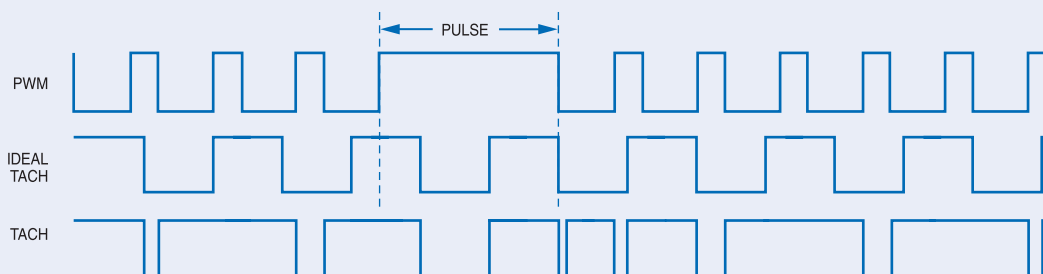 PULSE
PWM
IDEAL
TACH
TACH